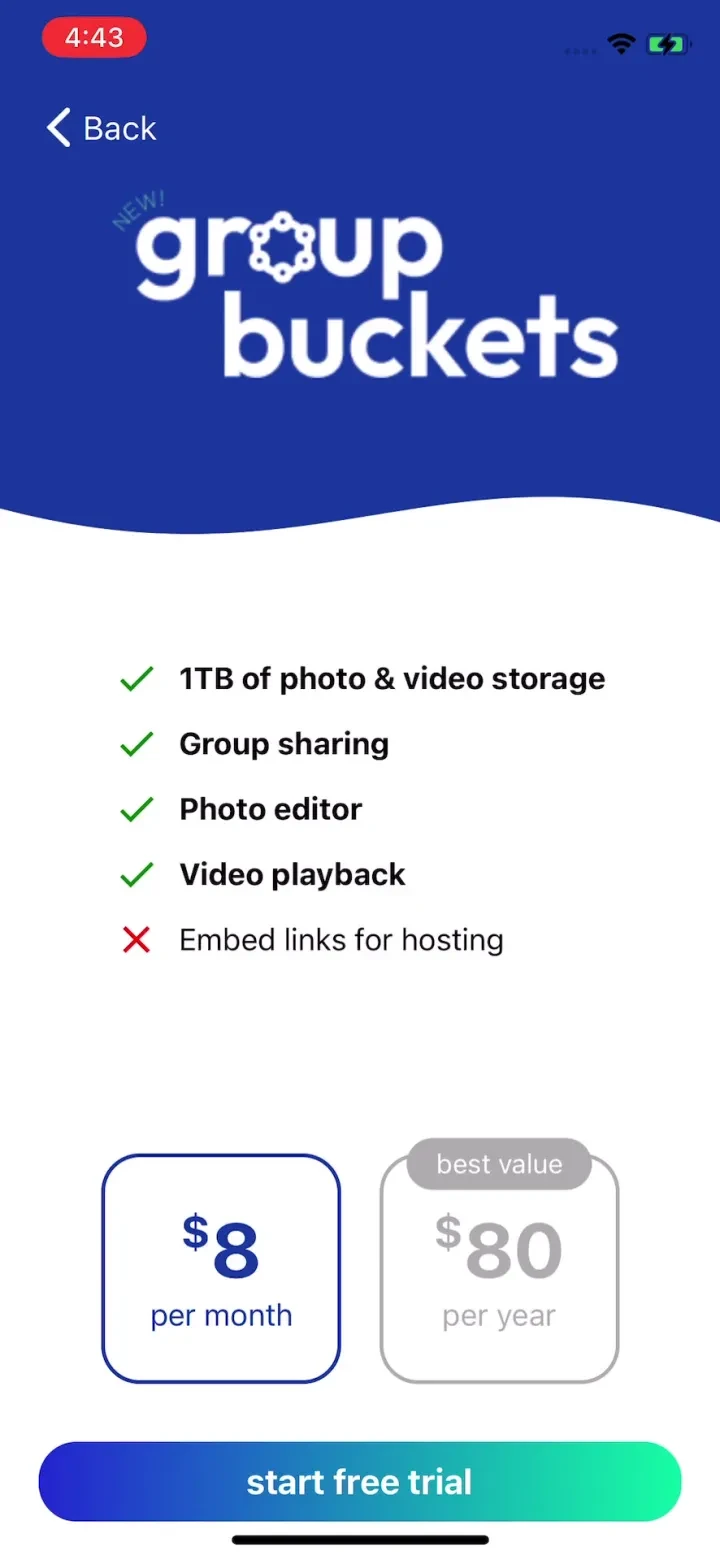 4:43
Back
NEW!
group
buckets
1TB of photo & video storage
Group sharing
Photo editor
Video playback
Embed links for hosting
best value
$8
per month
$80
per year
start free trial